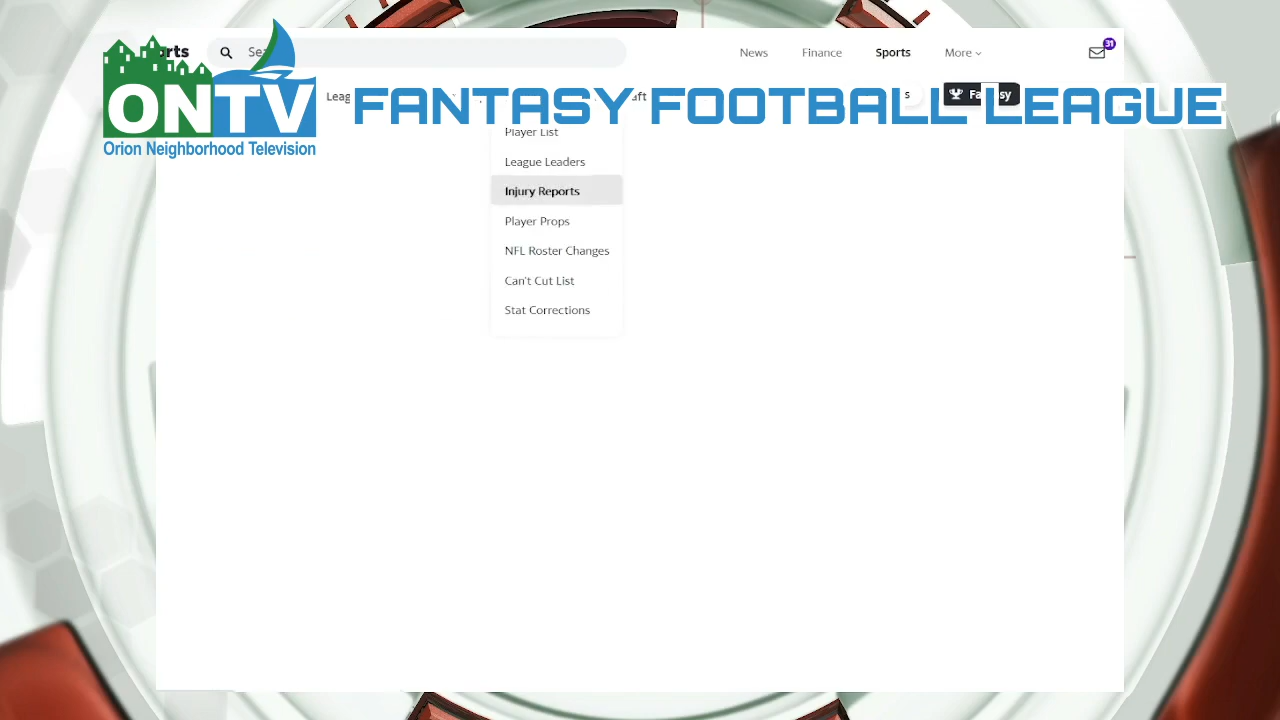 News Finance Sports More 31
ONTV
FANTASY FOOTBALL LEAGUE
Orion Neighborhood Television
Player List
League Leaders
Injury Reports
Player Props
NFL Roster Changes
Can't Cut List
Stat Corrections